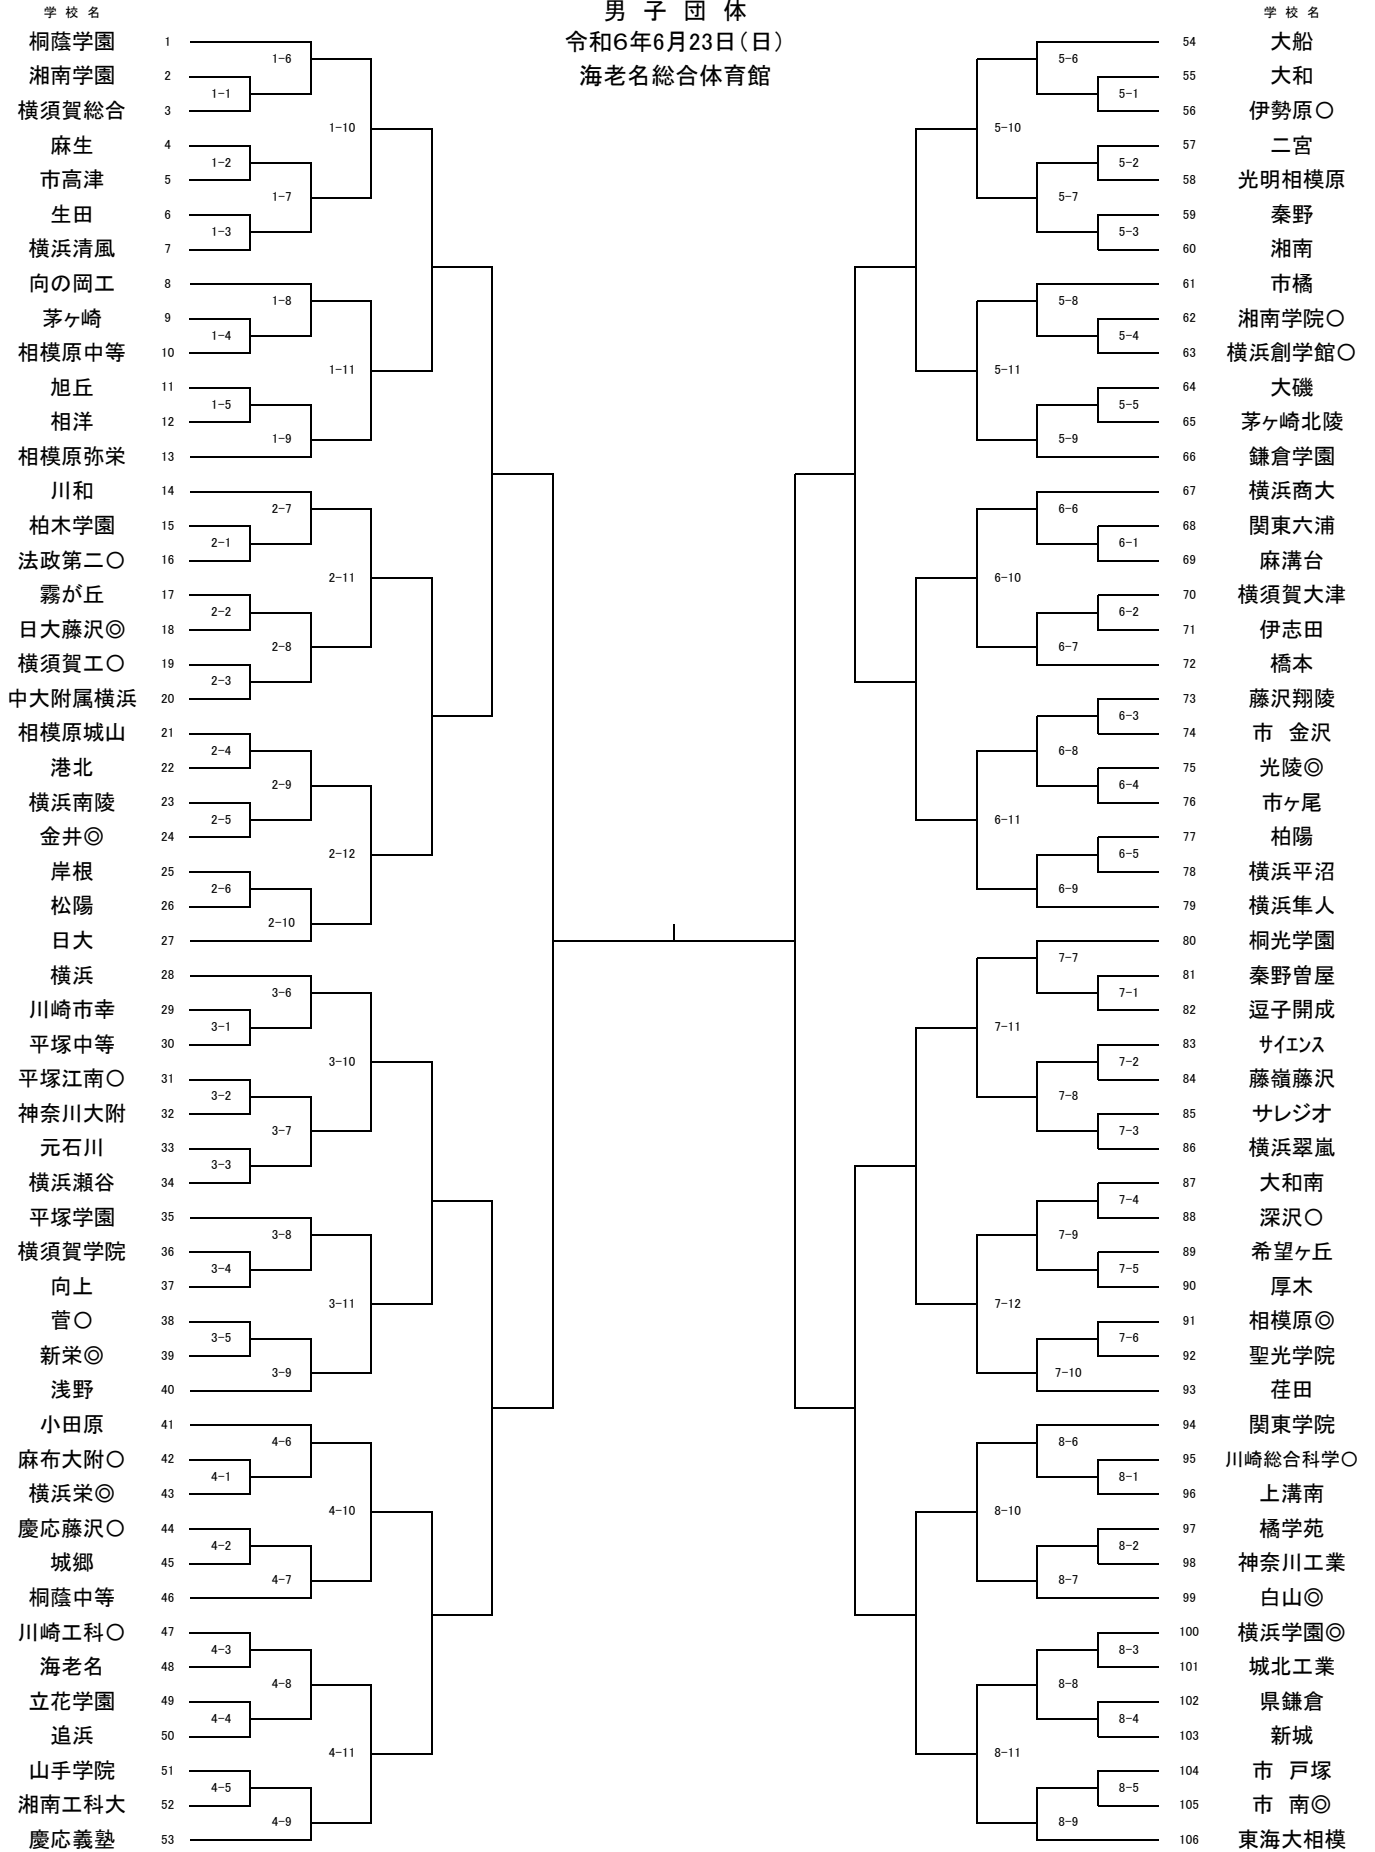 男子団体
令和6年6月23日(日)
海老名総合体育館
学校名
桐蔭学園 1
湘南学園 2
横須賀総合 3
麻生 4
市高津 5
生田 6
横浜清風 7
向の岡工 8
茅ヶ崎 9
相模原中等 10
旭丘 11
相洋 12
相模原弥栄 13
川和 14
柏木学園 15
法政第二〇 16
霧が丘 17
日大藤沢◎ 18
横須賀工〇 19
中大附属横浜 20
相模原城山 21
港北 22
横浜南陵 23
金井◎ 24
岸根 25
松陽 26
日大 27
横浜 28
川崎市幸 29
平塚中等 30
平塚江南〇 31
神奈川大附 32
元石川 33
横浜瀬谷 34
平塚学園 35
横須賀学院 36
向上 37
菅〇 38
新栄◎ 39
浅野 40
小田原 41
麻布大附〇 42
横浜栄◎ 43
慶応藤沢〇 44
城郷 45
桐蔭中等 46
川崎工科〇 47
海老名 48
立花学園 49
追浜 50
山手学院 51
湘南工科大 52
慶応義塾 53
1-1
1-2
1-3
1-4
1-5
1-6
1-7
1-8
1-9
1-10
1-11
2-1
2-2
2-3
2-4
2-5
2-6
2-7
2-8
2-9
2-10
2-11
2-12
3-1
3-2
3-3
3-4
3-5
3-6
3-7
3-8
3-9
3-10
3-11
4-1
4-2
4-3
4-4
4-5
4-6
4-7
4-8
4-9
4-10
4-11
学校名
54 大船
55 大和
56 伊勢原〇
57 二宮
58 光明相模原
59 秦野
60 湘南
61 市橘
62 湘南学院〇
63 横浜創学館〇
64 大磯
65 茅ヶ崎北陵
66 鎌倉学園
67 横浜商大
68 関東六浦
69 麻溝台
70 横須賀大津
71 伊志田
72 橋本
73 藤沢翔陵
74 市 金沢
75 光陵◎
76 市ヶ尾
77 柏陽
78 横浜平沼
79 横浜隼人
80 桐光学園
81 秦野曽屋
82 逗子開成
83 ｻｲｴﾝｽ
84 藤嶺藤沢
85 サレジオ
86 横浜翠嵐
87 大和南
88 深沢〇
89 希望ヶ丘
90 厚木
91 相模原◎
92 聖光学院
93 荏田
94 関東学院
95 川崎総合科学〇
96 上溝南
97 橘学苑
98 神奈川工業
99 白山◎
100 横浜学園◎
101 城北工業
102 県鎌倉
103 新城
104 市 戸塚
105 市 南◎
106 東海大相模
5-1
5-2
5-3
5-4
5-5
5-6
5-7
5-8
5-9
5-10
5-11
6-1
6-2
6-3
6-4
6-5
6-6
6-7
6-8
6-9
6-10
6-11
7-1
7-2
7-3
7-4
7-5
7-6
7-7
7-8
7-9
7-10
7-11
7-12
8-1
8-2
8-3
8-4
8-5
8-6
8-7
8-8
8-9
8-10
8-11